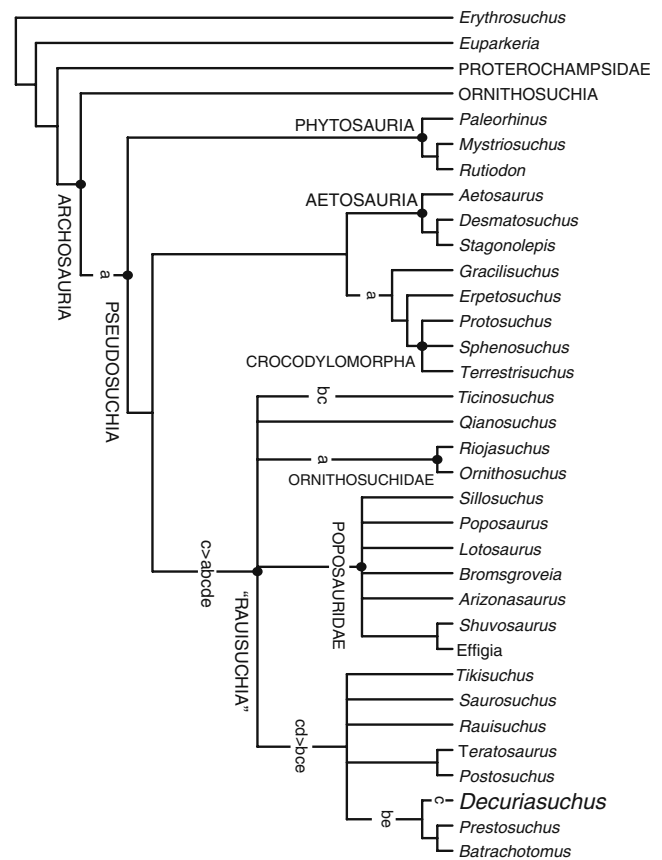 Erythrosuchus
Euparkeria
PROTEROCHAMPSIDAE
ORNITHOSUCHIA
PHYTOSAURIA
Paleorhinus
Mystriosuchus
Rutiodon
ARCHOSAURIA
a
PSEUDOSUCHIA
AETOSAURIA
Aetosaurus
Desmatosuchus
Stagonolepis
a
Gracilisuchus
Erpetosuchus
Protosuchus
Sphenosuchus
CROCODYLOMORPHA
Terrestrisuchus
bc
Ticinosuchus
Qianosuchus
a
Riojasuchus
ORNITHOSUCHIDAE
Ornithosuchus
c>abcde
"RAUISUCHIA"
POPOSAURIDAE
Sillosuchus
Poposaurus
Lotosaurus
Bromsgroveia
Arizonasaurus
Shuvosaurus
Effigia
cd>bce
Tikisuchus
Saurosuchus
Rauisuchus
Teratosaurus
Postosuchus
be
c
Decuriasuchus
Prestosuchus
Batrachotomus